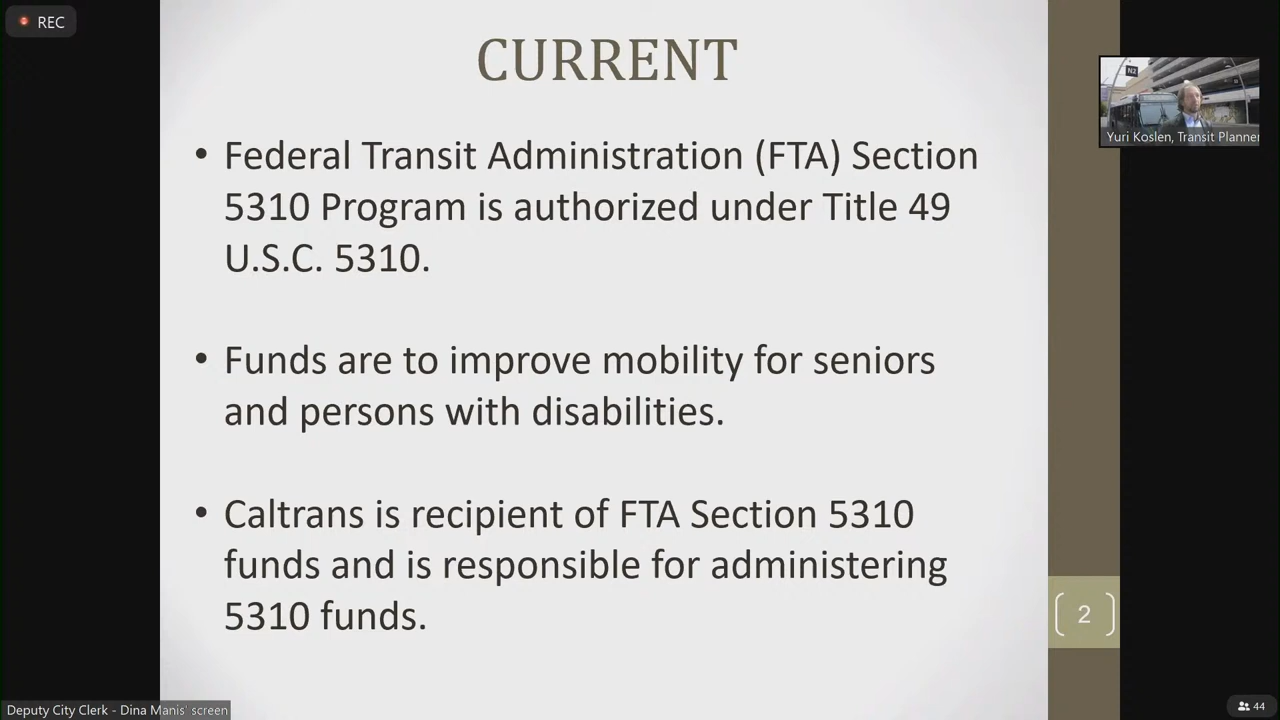 REC
CURRENT
• Federal Transit Administration (FTA) Section
5310 Program is authorized under Title 49
U.S.C. 5310.
• Funds are to improve mobility for seniors
and persons with disabilities.
• Caltrans is recipient of FTA Section 5310
funds and is responsible for administering
5310 funds.
2
Yuri Koslen, Transit Planner
Deputy City Clerk - Dina Manis' screen
44